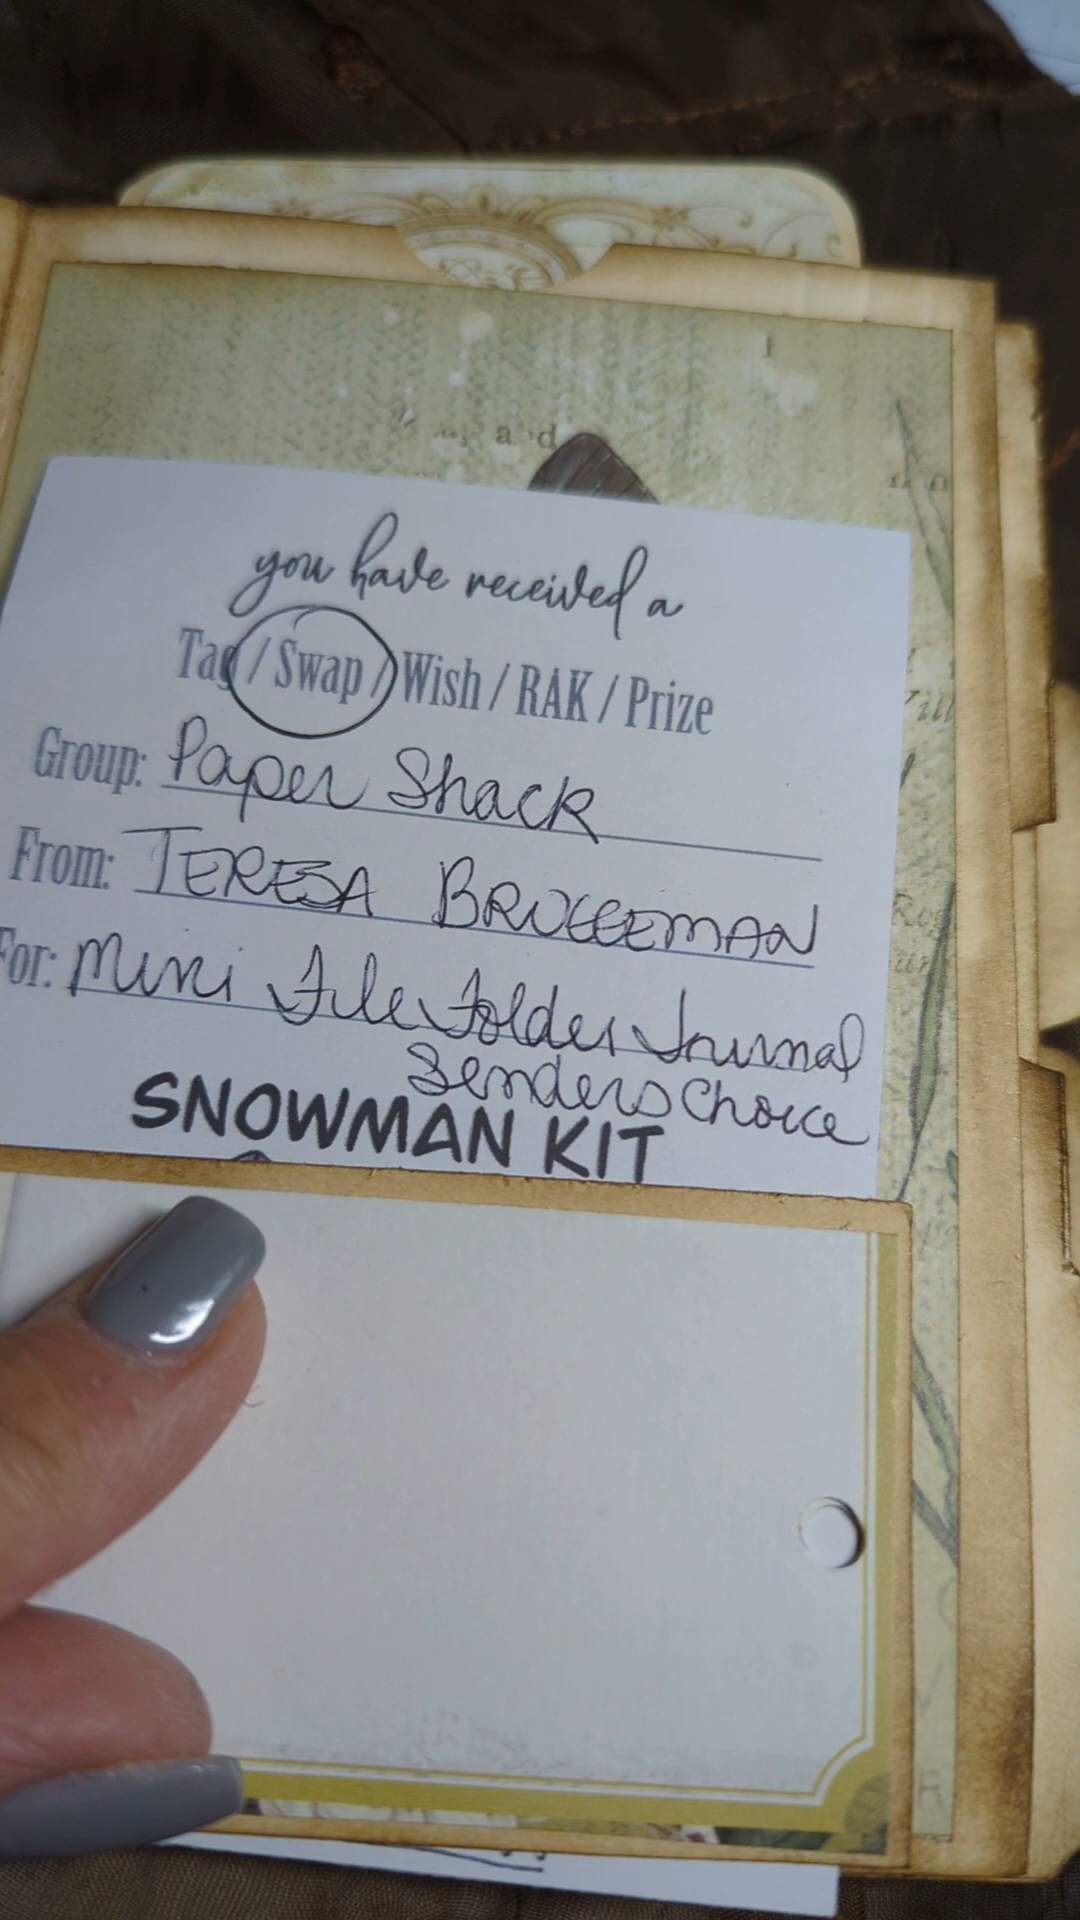 a d
you have received a
Tag / Swap / Wish / RAK / Prize
Group: Paper Shack
From: TERESA
For: Mini File Folder Journal
Senders Choice
SNOWMAN KIT